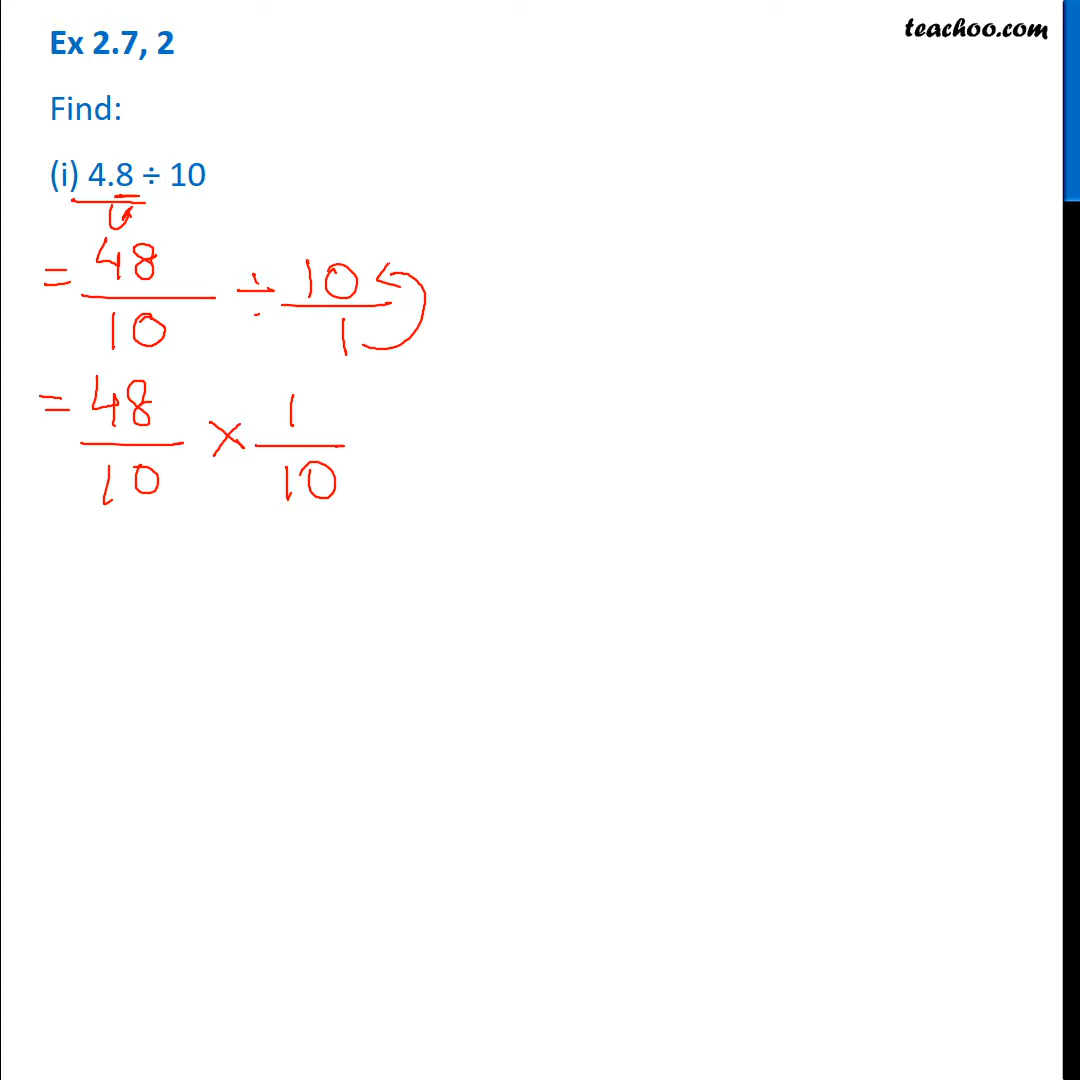 teachoo.com
Ex 2.7, 2
Find:
(i) 4.8 ÷ 10
= 48/10 ÷ 10/1
= 48/10 × 1/10